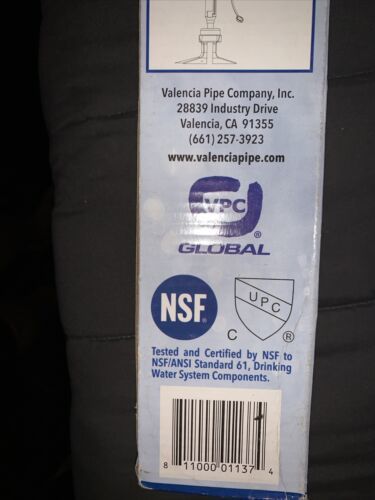 Valencia Pipe Company, Inc.
28839 Industry Drive
Valencia, CA 91355
(661) 257-3923
www.valenciapipe.com
VPC
®
GLOBAL
NSF®
UPC
C ®
Tested and Certified by NSF to
NSF/ANSI Standard 61, Drinking
Water System Components.
8 11000 01137 4